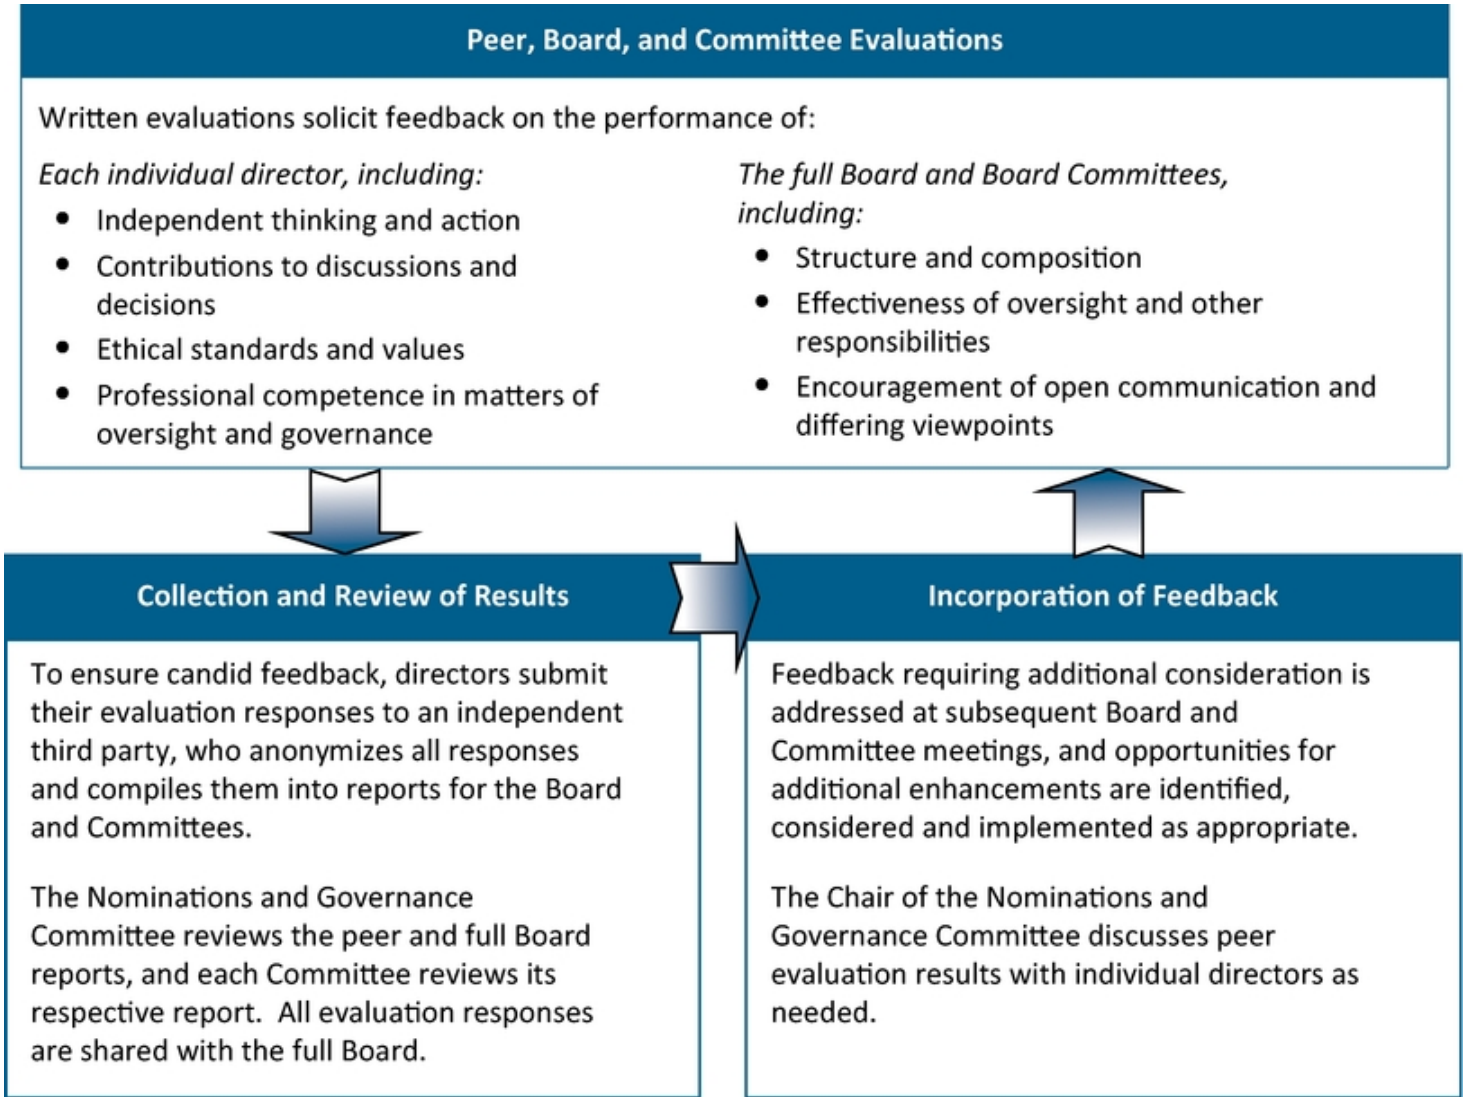 Peer, Board, and Committee Evaluations
Written evaluations solicit feedback on the performance of:
Each individual director, including:
• Independent thinking and action
• Contributions to discussions and
decisions
• Ethical standards and values
• Professional competence in matters of
oversight and governance
The full Board and Board Committees,
including:
• Structure and composition
• Effectiveness of oversight and other
responsibilities
• Encouragement of open communication and
differing viewpoints
Collection and Review of Results
To ensure candid feedback, directors submit
their evaluation responses to an independent
third party, who anonymizes all responses
and compiles them into reports for the Board
and Committees.
The Nominations and Governance
Committee reviews the peer and full Board
reports, and each Committee reviews its
respective report.  All evaluation responses
are shared with the full Board.
Incorporation of Feedback
Feedback requiring additional consideration is
addressed at subsequent Board and
Committee meetings, and opportunities for
additional enhancements are identified,
considered and implemented as appropriate.
The Chair of the Nominations and
Governance Committee discusses peer
evaluation results with individual directors as
needed.